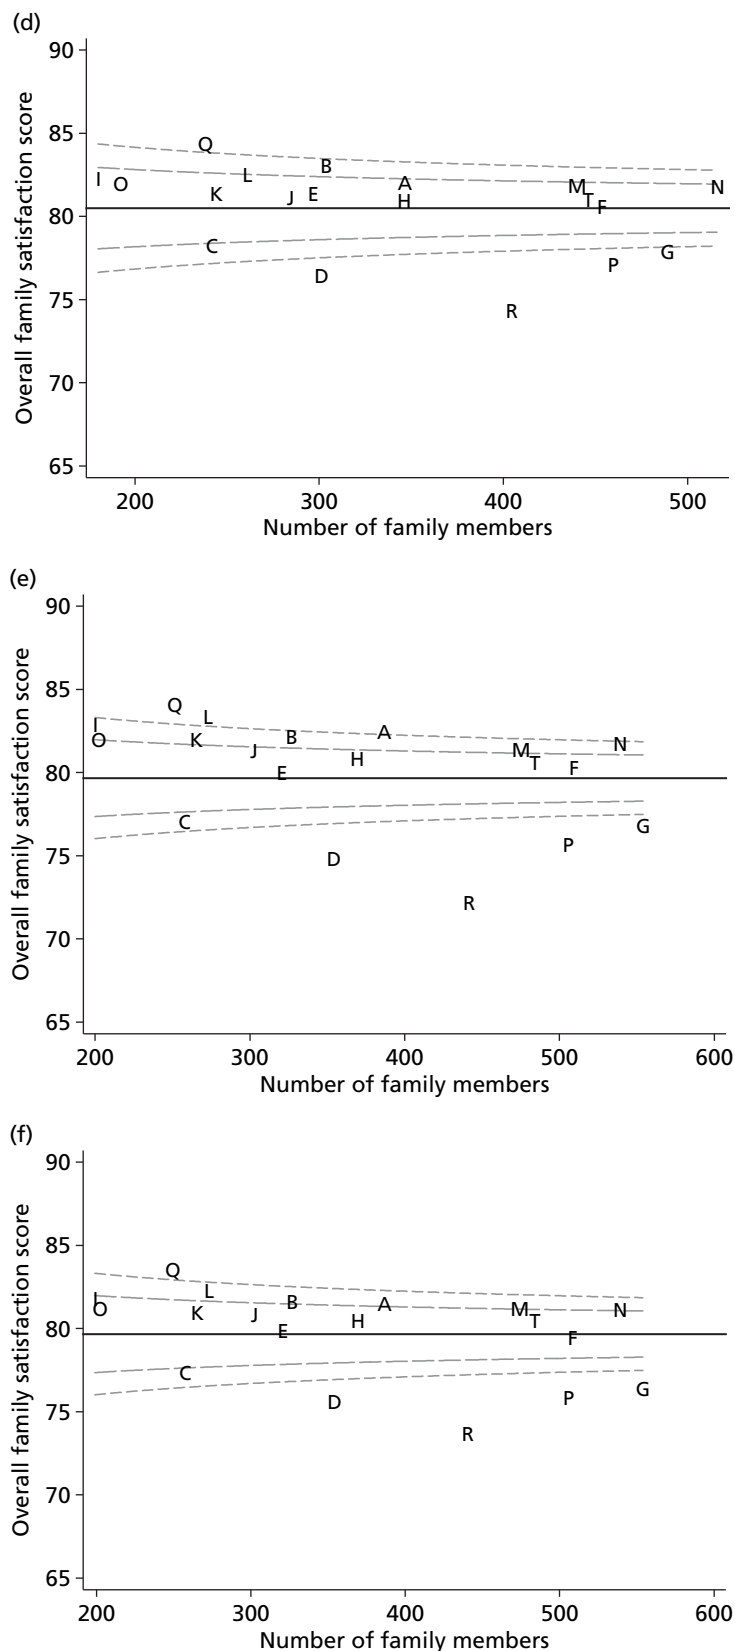 (d)
90
85
80
75
70
65
Overall family satisfaction score
Q
B
I
O
L
K
J
E
A
H
M
T
F
N
C
D
R
P
G
200 300 400 500
Number of family members
(e)
90
85
80
75
70
65
Overall family satisfaction score
Q
I
O
L
K
J
B
E
A
H
M
T
F
N
C
D
R
P
G
200 300 400 500 600
Number of family members
(f)
90
85
80
75
70
65
Overall family satisfaction score
Q
I
O
L
K
J
B
E
A
H
M
T
F
N
C
D
R
P
G
200 300 400 500 600
Number of family members